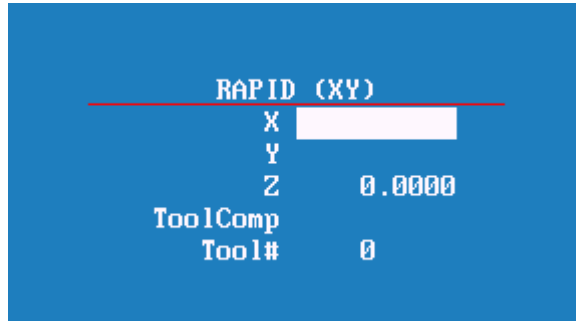 RAPID (XY)
X
Y
Z 0.0000
ToolComp
Tool# 0